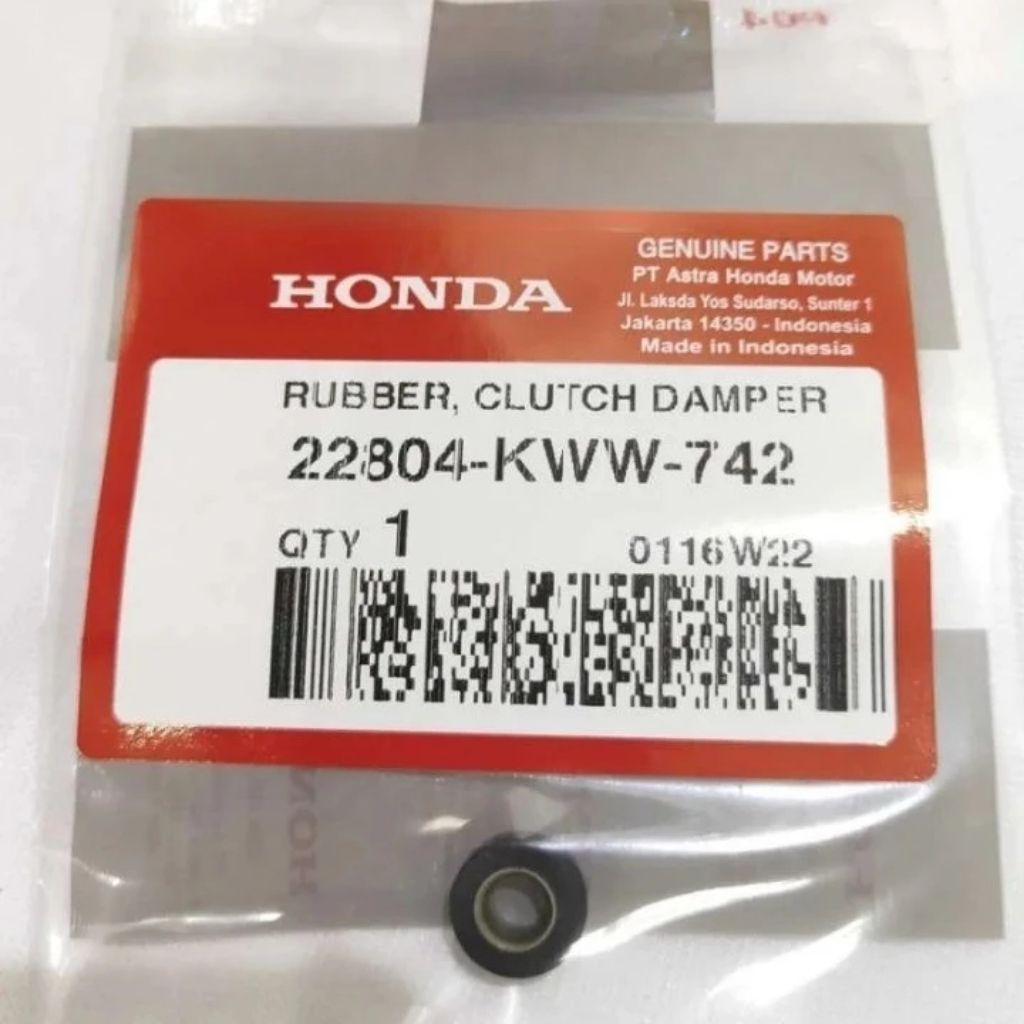 HONDA
GENUINE PARTS
PT Astra Honda Motor
Jl. Laksda Yos Sudarso, Sunter 1
Jakarta 14350 - Indonesia
Made in Indonesia
RUBBER, CLUTCH DAMPER
22804-KWW-742
QTY 1
0116W22
HONDA